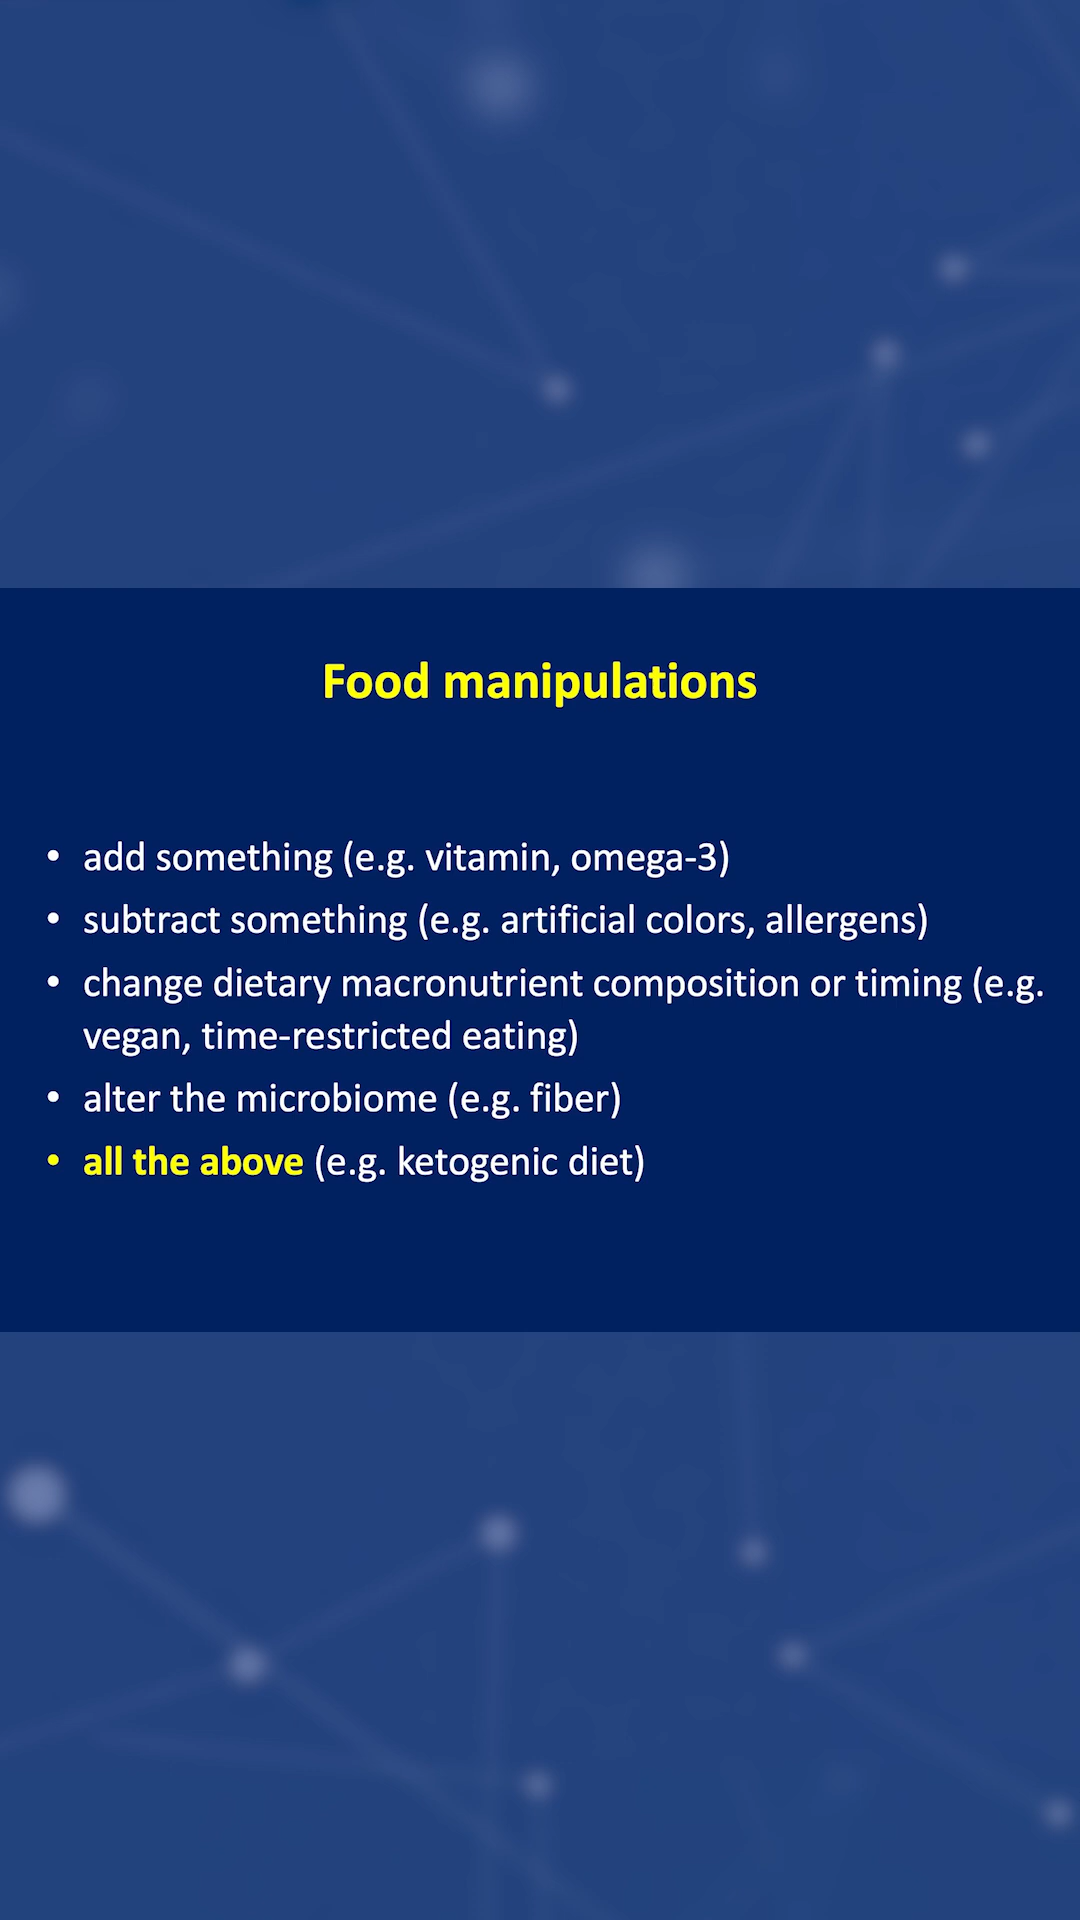 Food manipulations
• add something (e.g. vitamin, omega-3)
• subtract something (e.g. artificial colors, allergens)
• change dietary macronutrient composition or timing (e.g.
vegan, time-restricted eating)
• alter the microbiome (e.g. fiber)
• all the above (e.g. ketogenic diet)